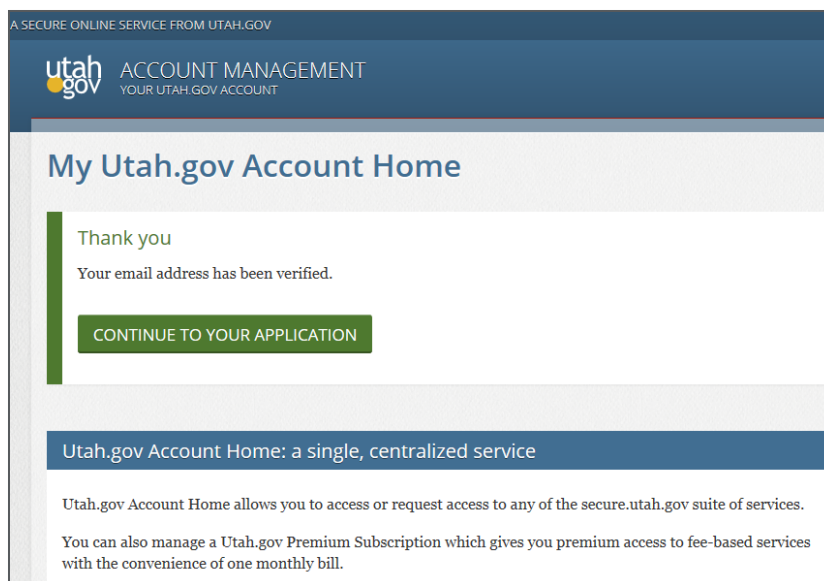 A SECURE ONLINE SERVICE FROM UTAH.GOV
utah
gov
ACCOUNT MANAGEMENT
YOUR UTAH.GOV ACCOUNT
My Utah.gov Account Home
Thank you
Your email address has been verified.
CONTINUE TO YOUR APPLICATION
Utah.gov Account Home: a single, centralized service
Utah.gov Account Home allows you to access or request access to any of the secure.utah.gov suite of services.
You can also manage a Utah.gov Premium Subscription which gives you premium access to fee-based services
with the convenience of one monthly bill.